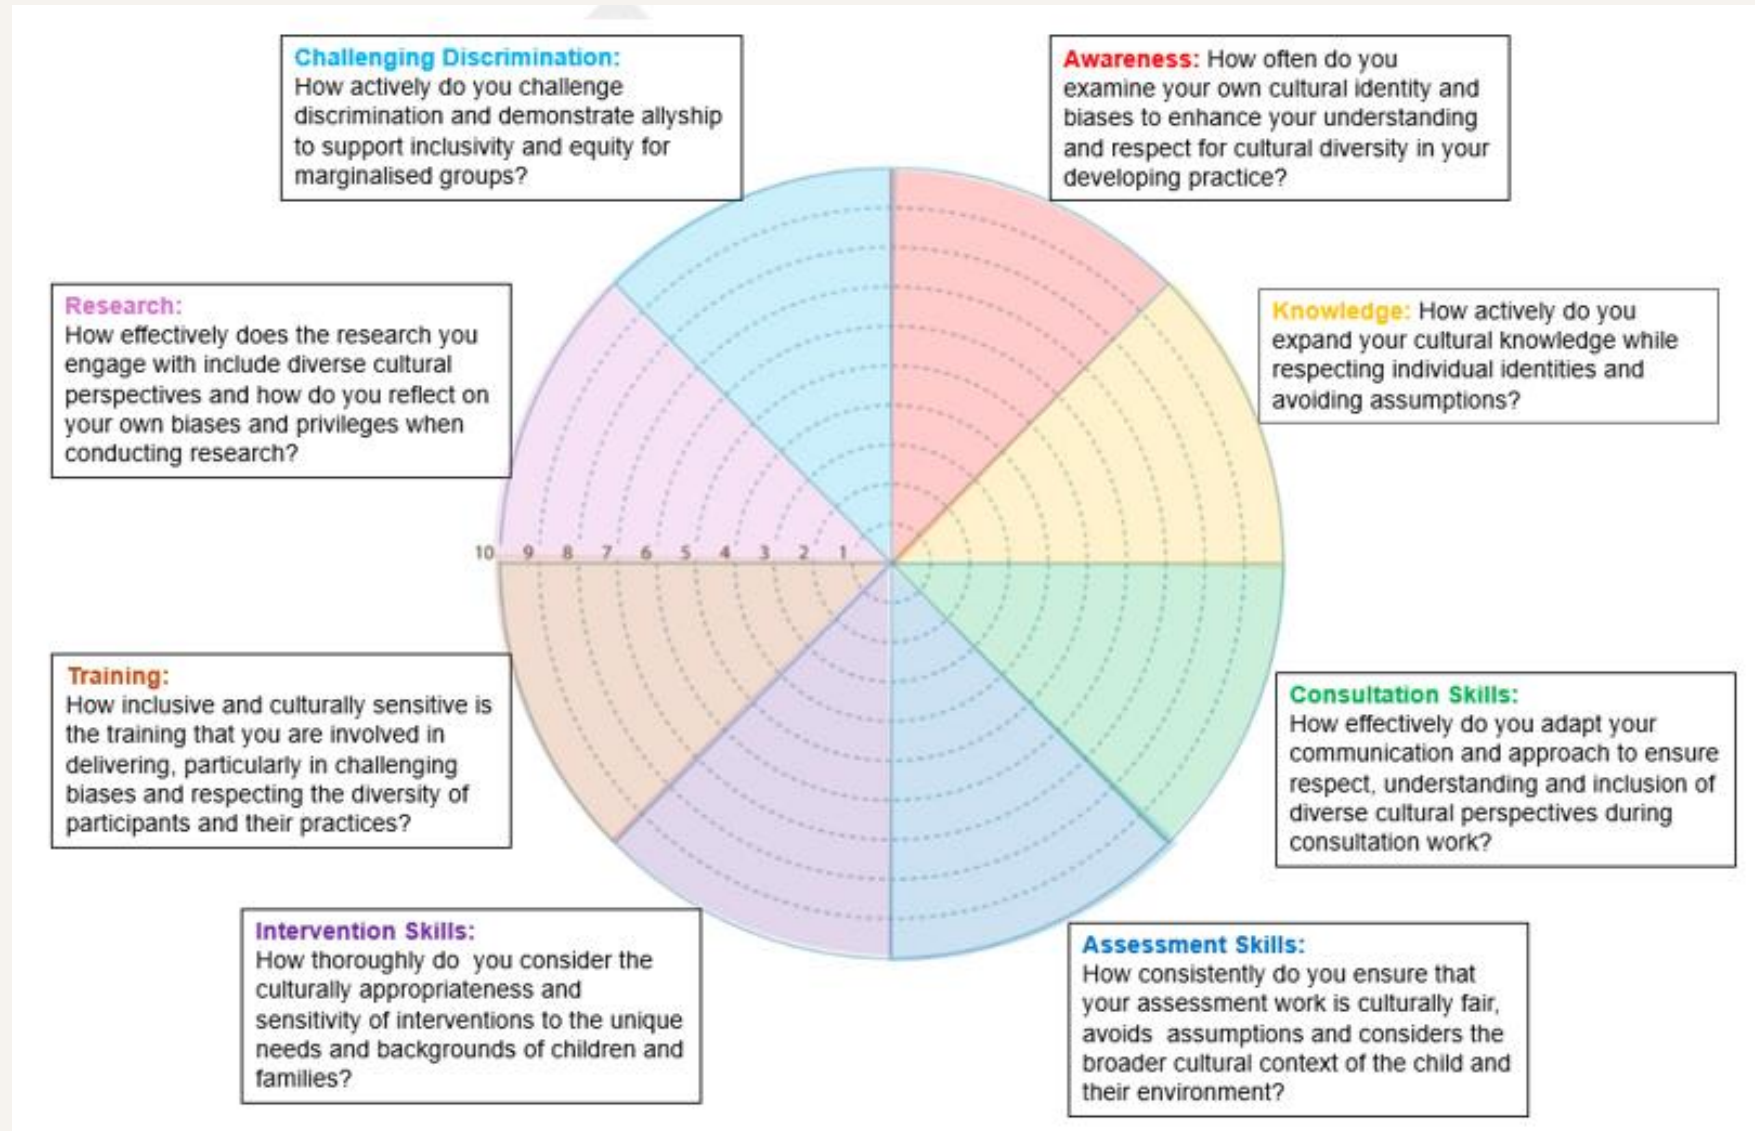 Challenging Discrimination:
How actively do you challenge
discrimination and demonstrate allyship
to support inclusivity and equity for
marginalised groups?
Awareness: How often do you
examine your own cultural identity and
biases to enhance your understanding
and respect for cultural diversity in your
developing practice?
Research:
How effectively does the research you
engage with include diverse cultural
perspectives and how do you reflect on
your own biases and privileges when
conducting research?
Knowledge: How actively do you
expand your cultural knowledge while
respecting individual identities and
avoiding assumptions?
10 9 8 7 6 5 4 3 2 1
Training:
How inclusive and culturally sensitive is
the training that you are involved in
delivering, particularly in challenging
biases and respecting the diversity of
participants and their practices?
Consultation Skills:
How effectively do you adapt your
communication and approach to ensure
respect, understanding and inclusion of
diverse cultural perspectives during
consultation work?
Intervention Skills:
How thoroughly do you consider the
culturally appropriateness and
sensitivity of interventions to the unique
needs and backgrounds of children and
families?
Assessment Skills:
How consistently do you ensure that
your assessment work is culturally fair,
avoids assumptions and considers the
broader cultural context of the child and
their environment?